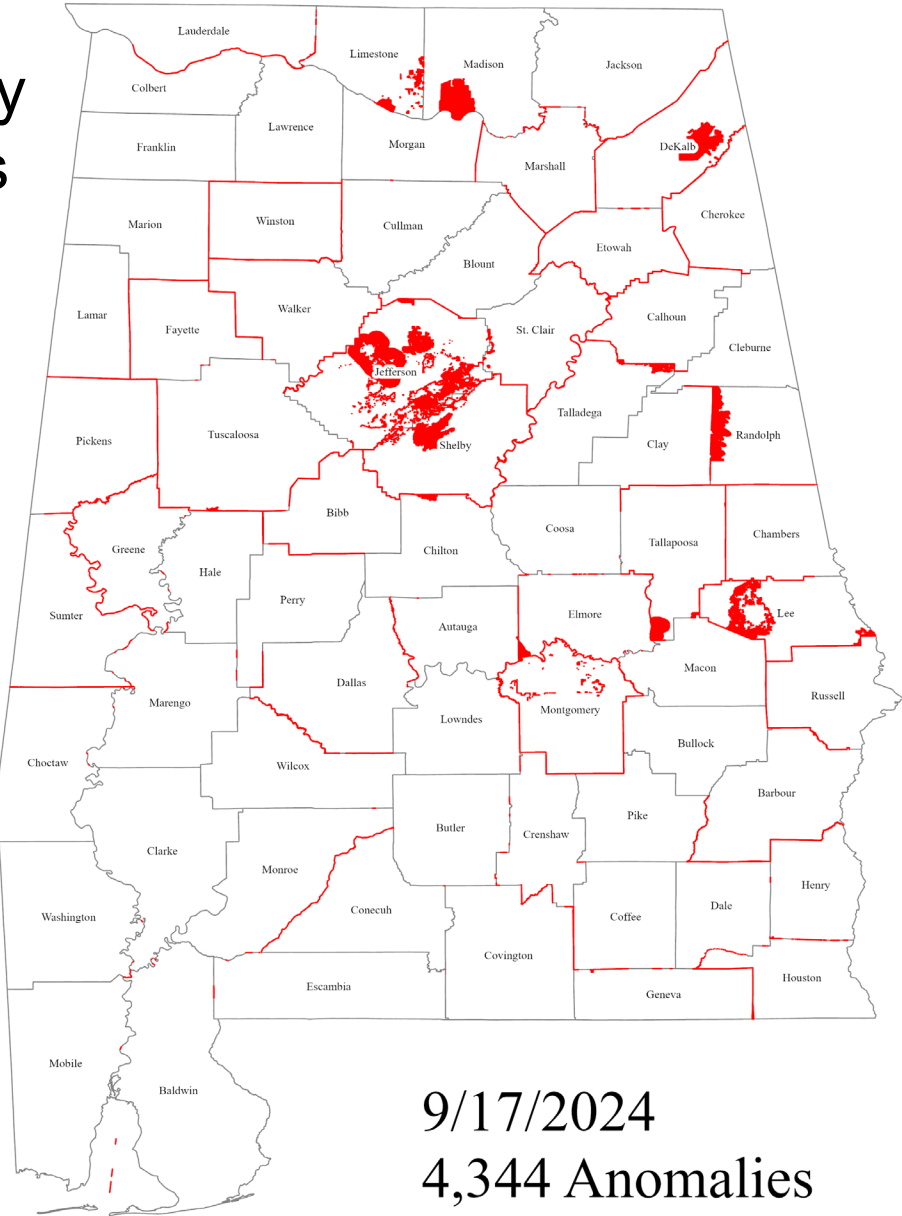 y
s
Lauderdale
Limestone
Madison
Jackson
Colbert
Lawrence
Franklin
Morgan
DeKalb
Marshall
Marion
Winston
Cullman
Cherokee
Etowah
Blount
Lamar
Fayette
Walker
St. Clair
Calhoun
Cleburne
Jefferson
Talladega
Pickens
Tuscaloosa
Shelby
Clay
Randolph
Bibb
Coosa
Tallapoosa
Chambers
Greene
Hale
Chilton
Perry
Sumter
Autauga
Elmore
Lee
Macon
Dallas
Marengo
Lowndes
Montgomery
Russell
Choctaw
Wilcox
Bullock
Barbour
Clarke
Butler
Crenshaw
Pike
Monroe
Henry
Washington
Conecuh
Coffee
Dale
Covington
Escambia
Geneva
Houston
Mobile
Baldwin
9/17/2024
4,344 Anomalies